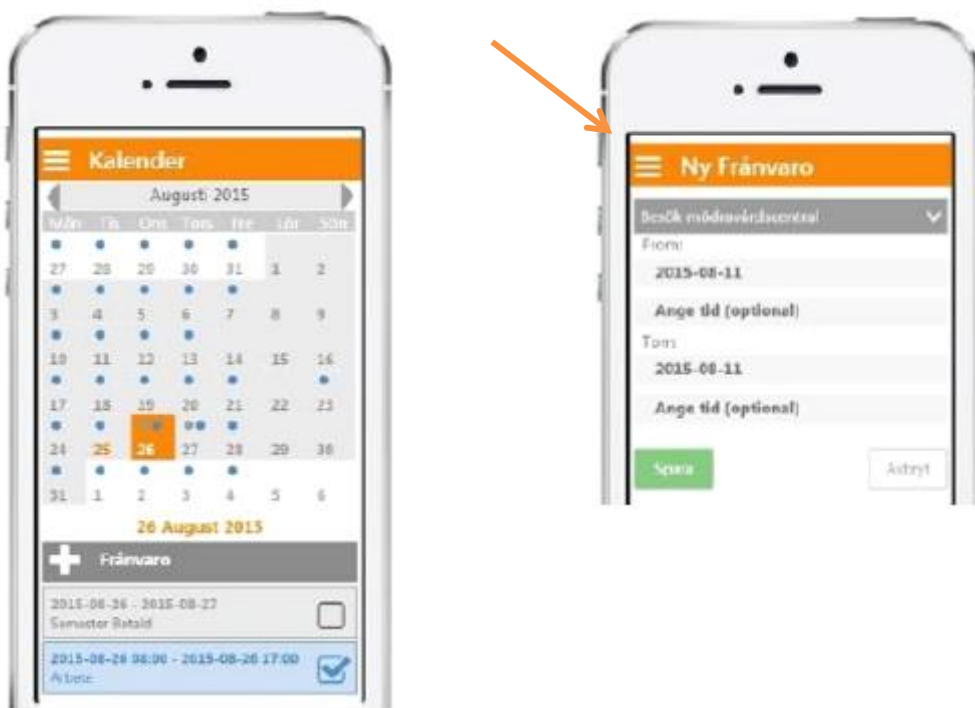 Kalender
Augusti 2015
Mån Tis Ons Tors Fre Lör Sön
27 28 29 30 31 1 2
3 4 5 6 7 8 9
10 11 12 13 14 15 16
17 18 19 20 21 22 23
24 25 26 27 28 29 30
31 1 2 3 4 5 6
26 August 2015
Frånvaro
2015-08-26 - 2015-08-27
Semester Betald
2015-08-26 08:00 - 2015-08-26 17:00
Arbete
Ny Frånvaro
Besök mödravårdscentral
From:
2015-08-11
Ange tid (optional)
Tom:
2015-08-11
Ange tid (optional)
Spara
Avbryt